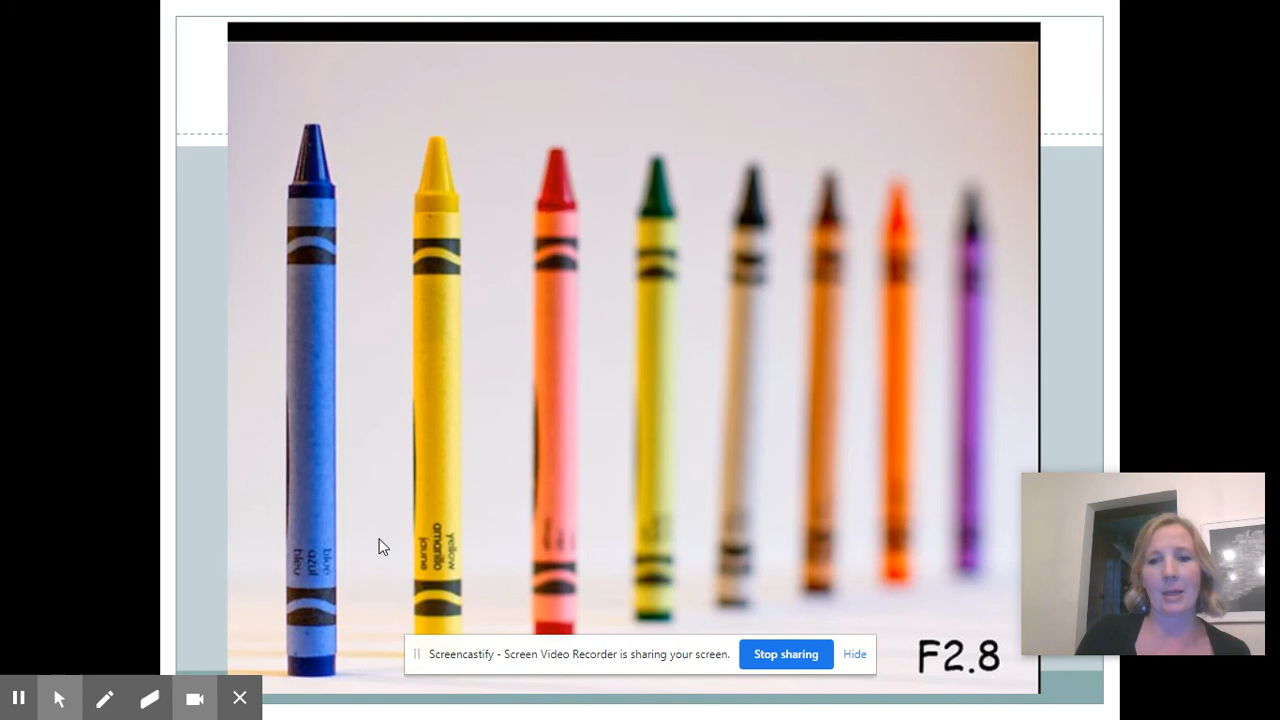 blue
azul
bleu
yellow
amarillo
jaune
Screencastify - Screen Video Recorder is sharing your screen.
Stop sharing
Hide
F2.8